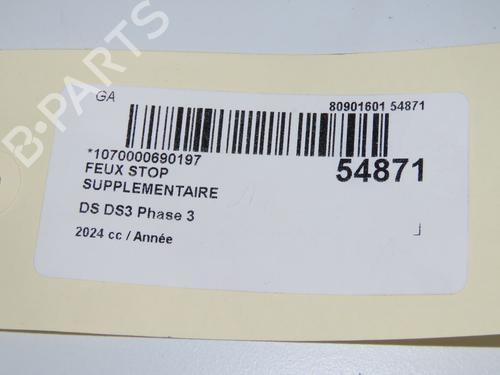 B-PARTS
GA
80901601 54871
*1070000690197
54871
FEUX STOP
SUPPLEMENTAIRE
DS DS3 Phase 3
2024 cc / Année